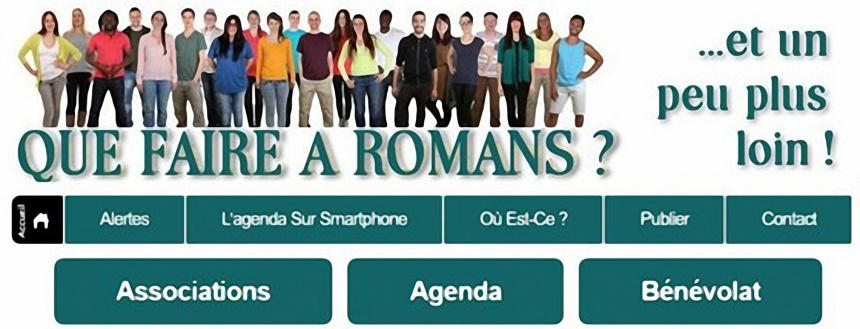 ...et un
peu plus
loin !
QUE FAIRE A ROMANS ?
Accueil
Alertes
L'agenda Sur Smartphone
Où Est-Ce ?
Publier
Contact
Associations
Agenda
Bénévolat